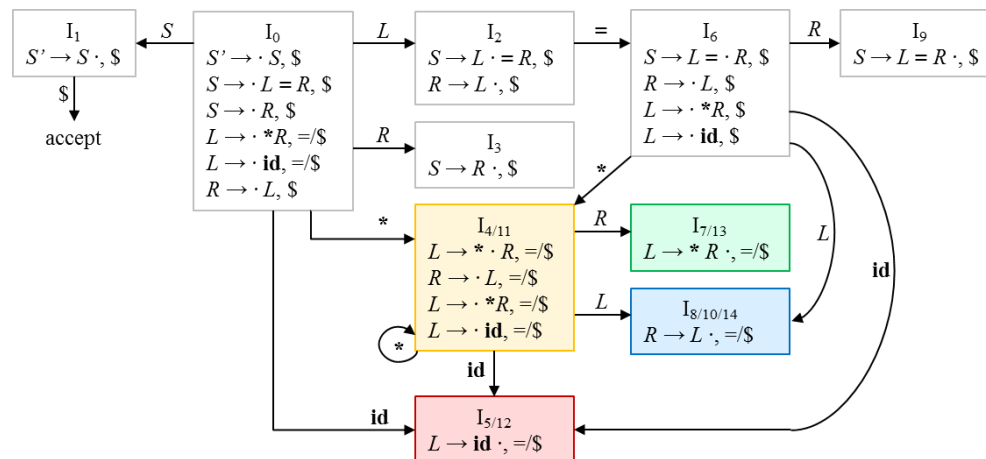 I₁
S' → S ·, $
S
$
accept
I₀
S' → · S, $
S → · L = R, $
S → · R, $
L → · *R, =/$
L → · id, =/$
R → · L, $
L
I₂
S → L · = R, $
R → L ·, $
=
I₆
S → L = · R, $
R → · L, $
L → · *R, $
L → · id, $
R
I₉
S → L = R ·, $
R
I₃
S → R ·, $
*
*
I₄/₁₁
L → * · R, =/$
R → · L, =/$
L → · *R, =/$
L → · id, =/$
R
I₇/₁₃
L → * R ·, =/$
L
L
id
I₈/₁₀/₁₄
R → L ·, =/$
*
id
id
I₅/₁₂
L → id ·, =/$